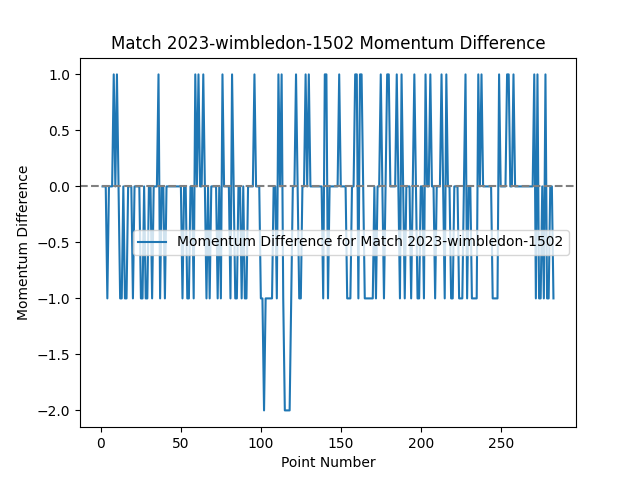 Match 2023-wimbledon-1502 Momentum Difference
1.0
0.5
0.0
−0.5
−1.0
−1.5
−2.0
Momentum Difference
Momentum Difference for Match 2023-wimbledon-1502
0 50 100 150 200 250
Point Number